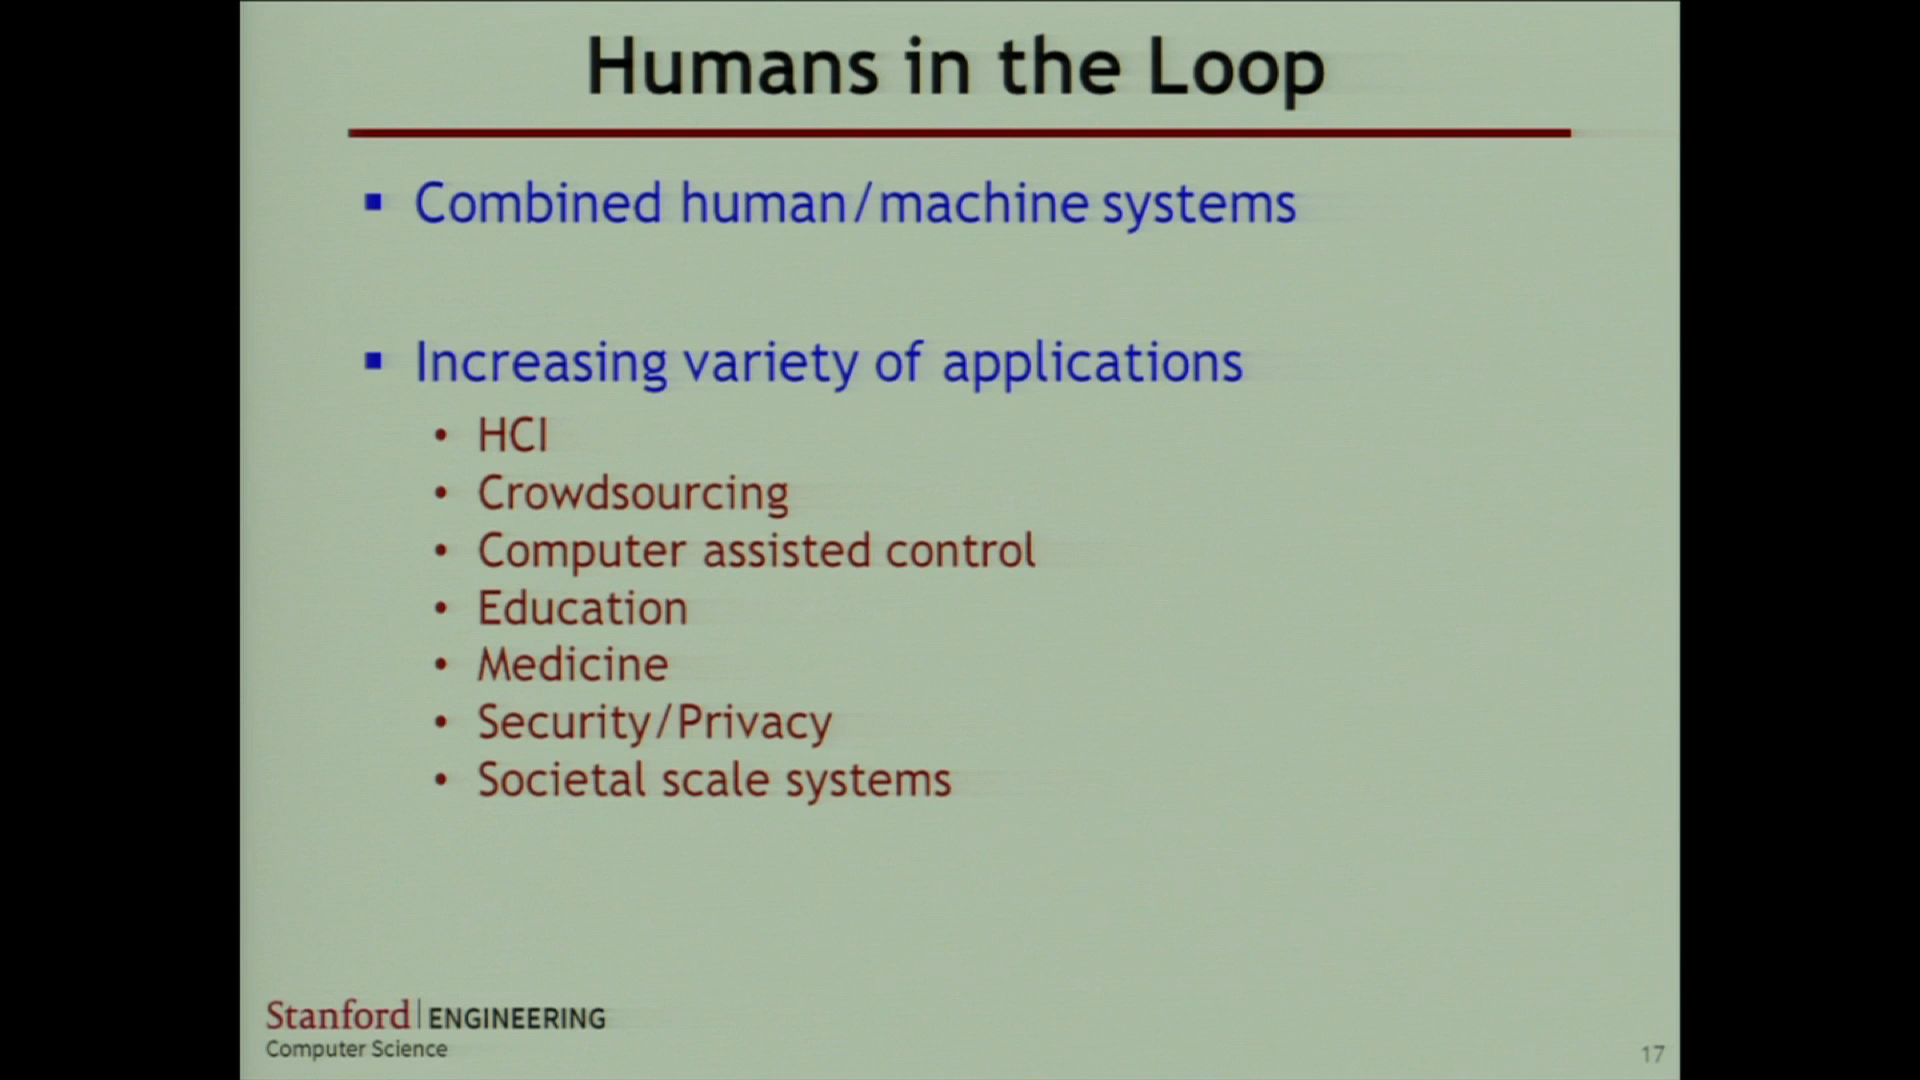 Humans in the Loop
Combined human/machine systems
Increasing variety of applications
HCI
Crowdsourcing
Computer assisted control
Education
Medicine
Security/Privacy
Societal scale systems
Stanford | ENGINEERING
Computer Science
17